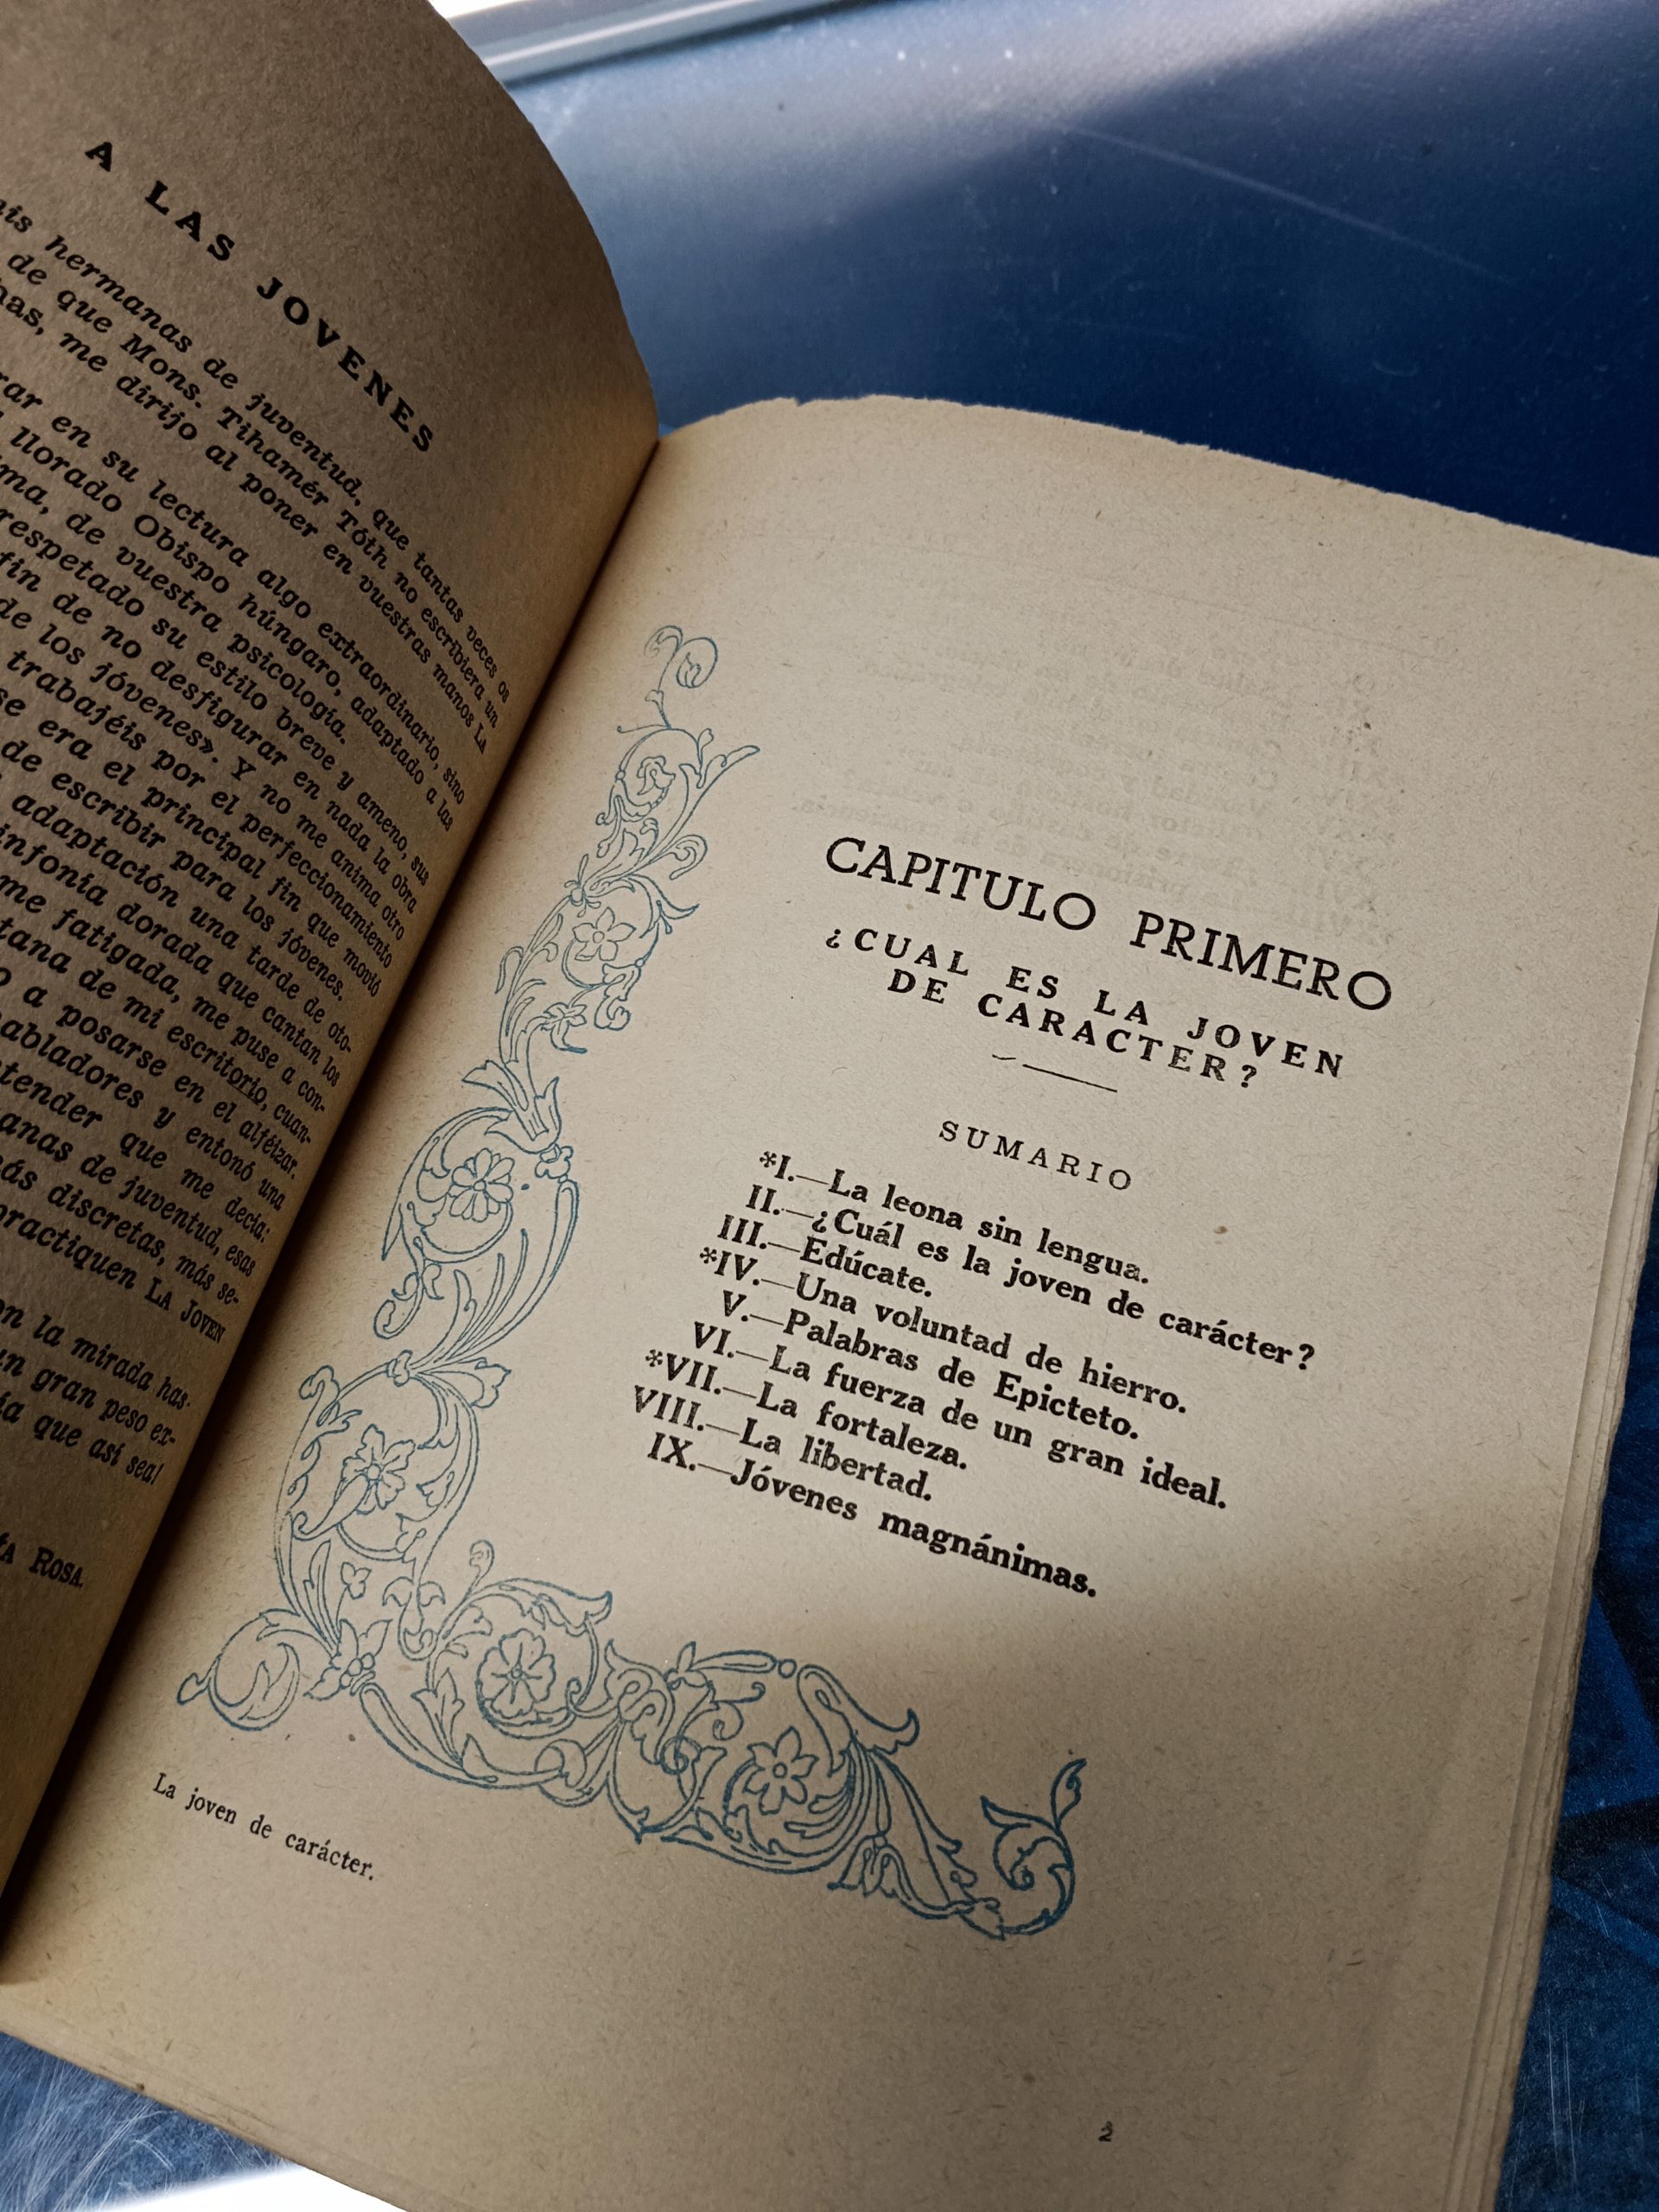 A LAS JOVENES
hermanas de juventud, que tantas veces os
de que Mons. Tihamér Tóth no escribiera un
me dirijo al poner en vuestras manos LA
en su lectura algo extraordinario, sino
llorado Obispo húngaro, adaptado a las
de vuestra psicología.
respetado su estilo breve y ameno, sus
fin de no desfigurar en nada la obra
de los jóvenes». Y no me anima otro
trabajéis por el perfeccionamiento
era el principal fin que movió
de escribir para los jóvenes.
adaptación una tarde de oto-
sinfonía dorada que cantan los
me fatigada, me puse a con-
de mi escritorio, cuan-
a posarse en el alféizar.
habladores y entonó una
que me decía:
de juventud, esas
más discretas, más se-
practiquen LA JOVEN
la mirada has-
un gran peso ex-
que así sea!
ROSA.
CAPITULO PRIMERO
¿CUAL ES LA JOVEN
DE CARACTER?
SUMARIO
*I.—La leona sin lengua.
II.—¿Cuál es la joven de carácter?
III.—Edúcate.
*IV.—Una voluntad de hierro.
V.—Palabras de Epicteto.
VI.—La fuerza de un gran ideal.
*VII.—La fortaleza.
VIII.—La libertad.
IX.—Jóvenes magnánimas.
La joven de carácter.
2